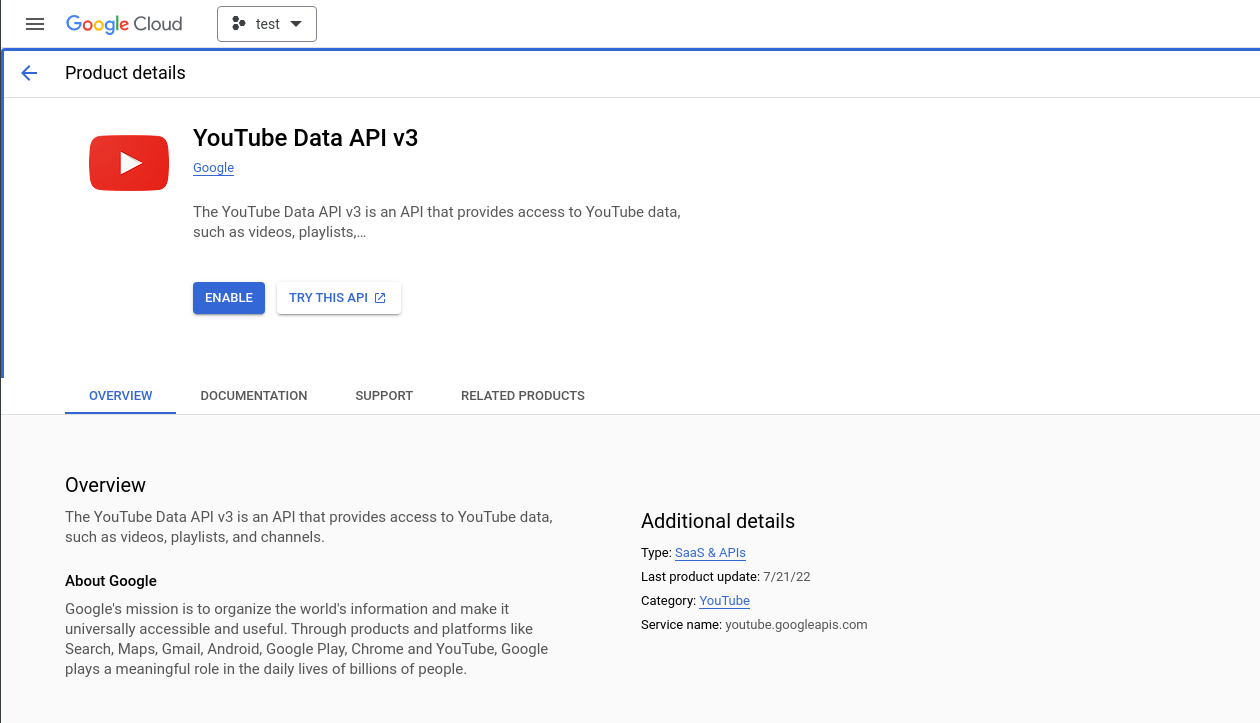 Google Cloud
test
Product details
YouTube Data API v3
Google
The YouTube Data API v3 is an API that provides access to YouTube data,
such as videos, playlists,…
ENABLE
TRY THIS API
OVERVIEW
DOCUMENTATION
SUPPORT
RELATED PRODUCTS
Overview
The YouTube Data API v3 is an API that provides access to YouTube data,
such as videos, playlists, and channels.
About Google
Google's mission is to organize the world's information and make it
universally accessible and useful. Through products and platforms like
Search, Maps, Gmail, Android, Google Play, Chrome and YouTube, Google
plays a meaningful role in the daily lives of billions of people.
Additional details
Type: SaaS & APIs
Last product update: 7/21/22
Category: YouTube
Service name: youtube.googleapis.com